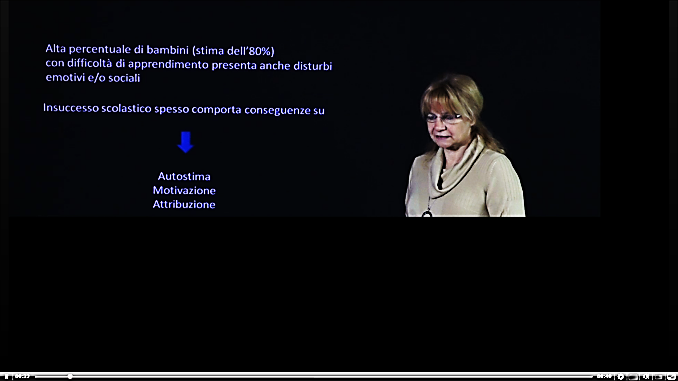 Alta percentuale di bambini (stima dell'80%)
con difficoltà di apprendimento presenta anche disturbi
emotivi e/o sociali
Insuccesso scolastico spesso comporta conseguenze su
Autostima
Motivazione
Attribuzione